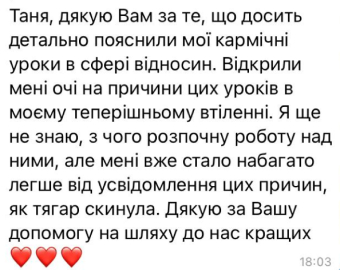 Таня, дякую Вам за те, що досить
детально пояснили мої кармічні
уроки в сфері відносин. Відкрили
мені очі на причини цих уроків в
моєму теперішньому втіленні. Я ще
не знаю, з чого розпочну роботу над
ними, але мені вже стало набагато
легше від усвідомлення цих причин,
як тягар скинула. Дякую за Вашу
допомогу на шляху до нас кращих
❤️❤️❤️ 18:03